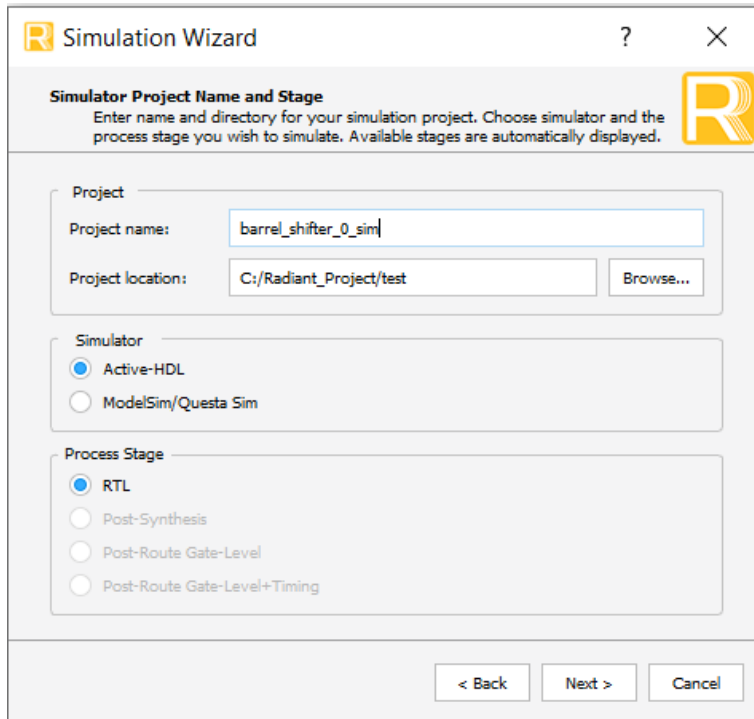 Simulation Wizard
?
Simulator Project Name and Stage
Enter name and directory for your simulation project. Choose simulator and the
process stage you wish to simulate. Available stages are automatically displayed.
Project
Project name: barrel_shifter_0_sim
Project location: C:/Radiant_Project/test Browse...
Simulator
Active-HDL
ModelSim/Questa Sim
Process Stage
RTL
Post-Synthesis
Post-Route Gate-Level
Post-Route Gate-Level+Timing
< Back Next > Cancel